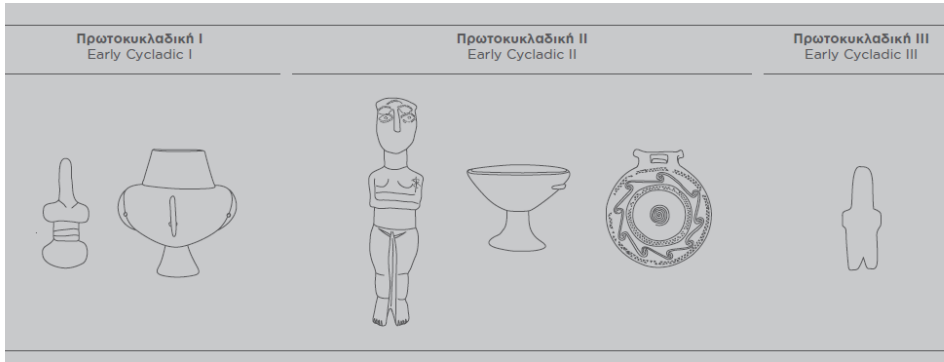 Πρωτοκυκλαδική Ι
Early Cycladic I
Πρωτοκυκλαδική ΙΙ
Early Cycladic II
Πρωτοκυκλαδική ΙΙΙ
Early Cycladic III